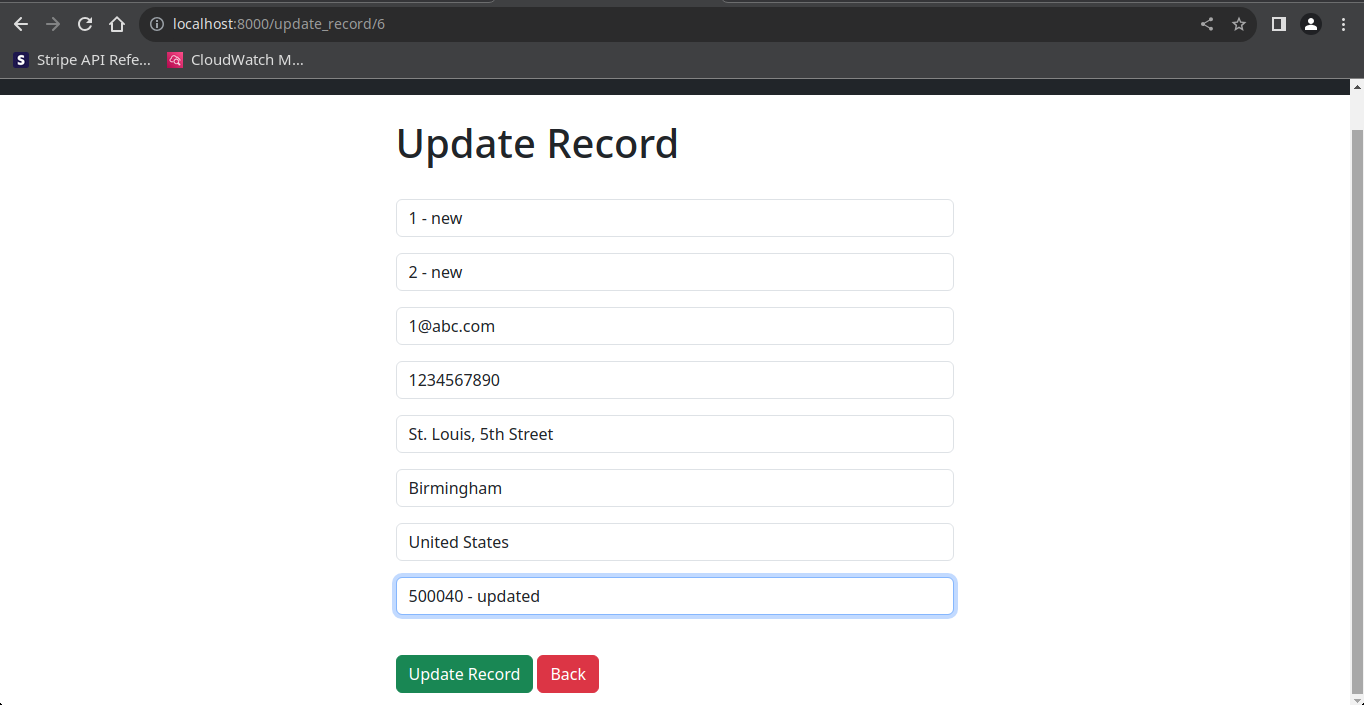 localhost:8000/update_record/6
S Stripe API Refe... CloudWatch M...
Update Record
1 - new
2 - new
1@abc.com
1234567890
St. Louis, 5th Street
Birmingham
United States
500040 - updated
Update Record Back